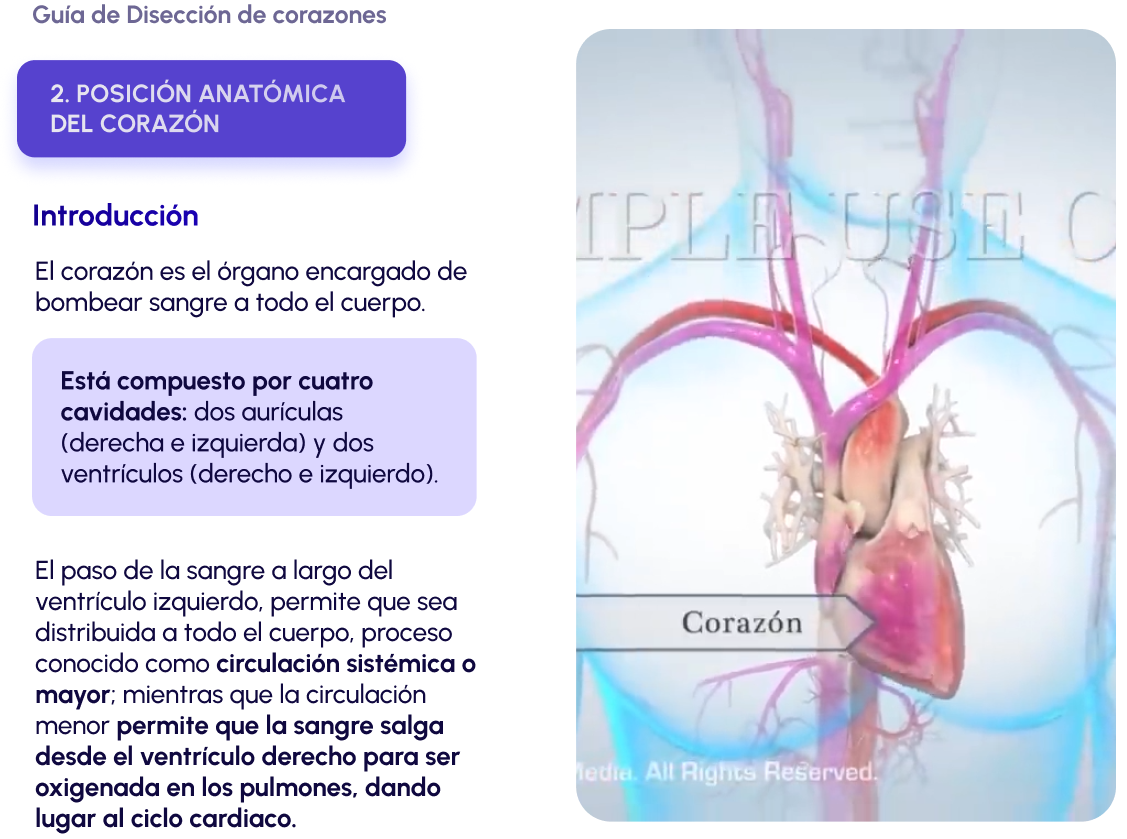 Guía de Disección de corazones
2. POSICIÓN ANATÓMICA
DEL CORAZÓN
Introducción
El corazón es el órgano encargado de
bombear sangre a todo el cuerpo.
Está compuesto por cuatro
cavidades: dos aurículas
(derecha e izquierda) y dos
ventrículos (derecho e izquierdo).
El paso de la sangre a largo del
ventrículo izquierdo, permite que sea
distribuida a todo el cuerpo, proceso
conocido como circulación sistémica o
mayor; mientras que la circulación
menor permite que la sangre salga
desde el ventrículo derecho para ser
oxigenada en los pulmones, dando
lugar al ciclo cardiaco.
MPLE USE O
Corazón
Media. All Rights Reserved.